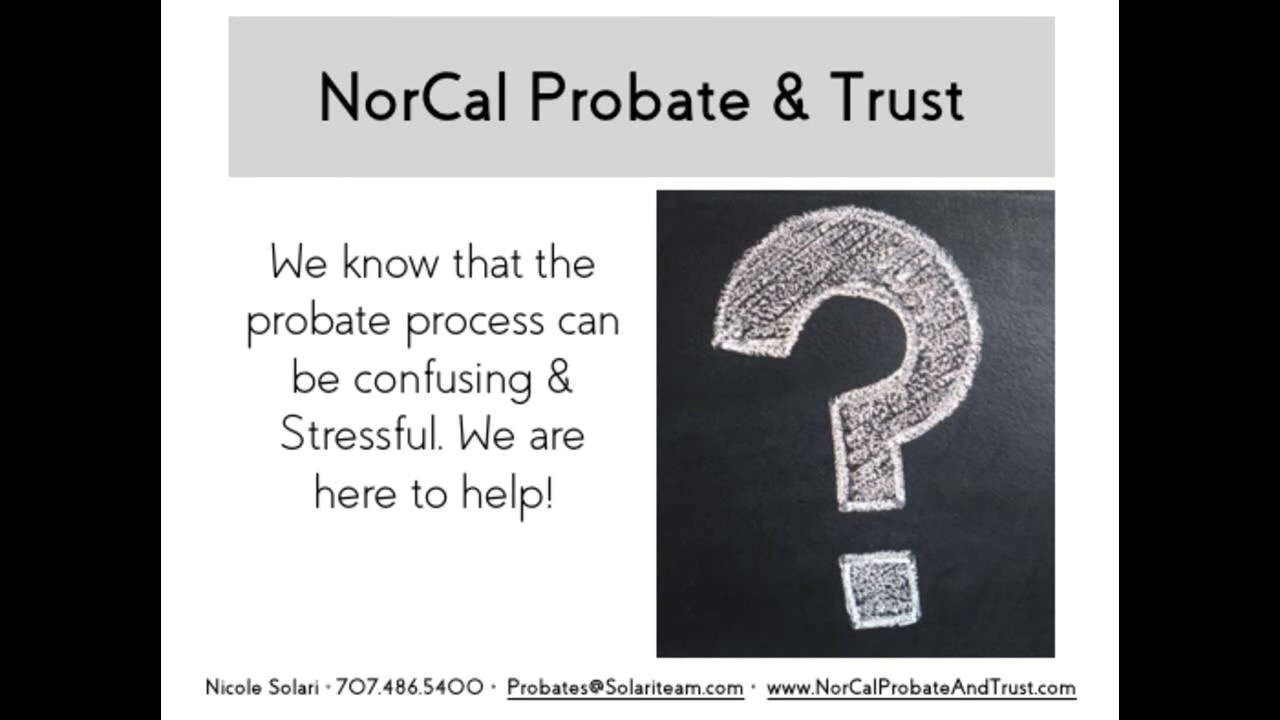 NorCal Probate & Trust
We know that the
probate process can
be confusing &
Stressful. We are
here to help!
?
Nicole Solari • 707.486.5400 • Probates@Solariteam.com • www.NorCalProbateAndTrust.com